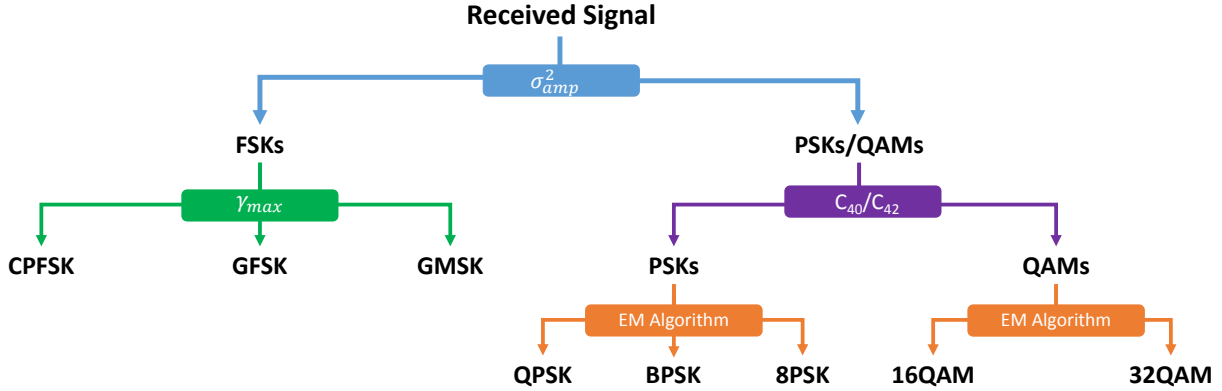 Received Signal
σ²amp
FSKs PSKs/QAMs
γmax C₄₀/C₄₂
CPFSK GFSK GMSK PSKs QAMs
EM Algorithm EM Algorithm
QPSK BPSK 8PSK 16QAM 32QAM